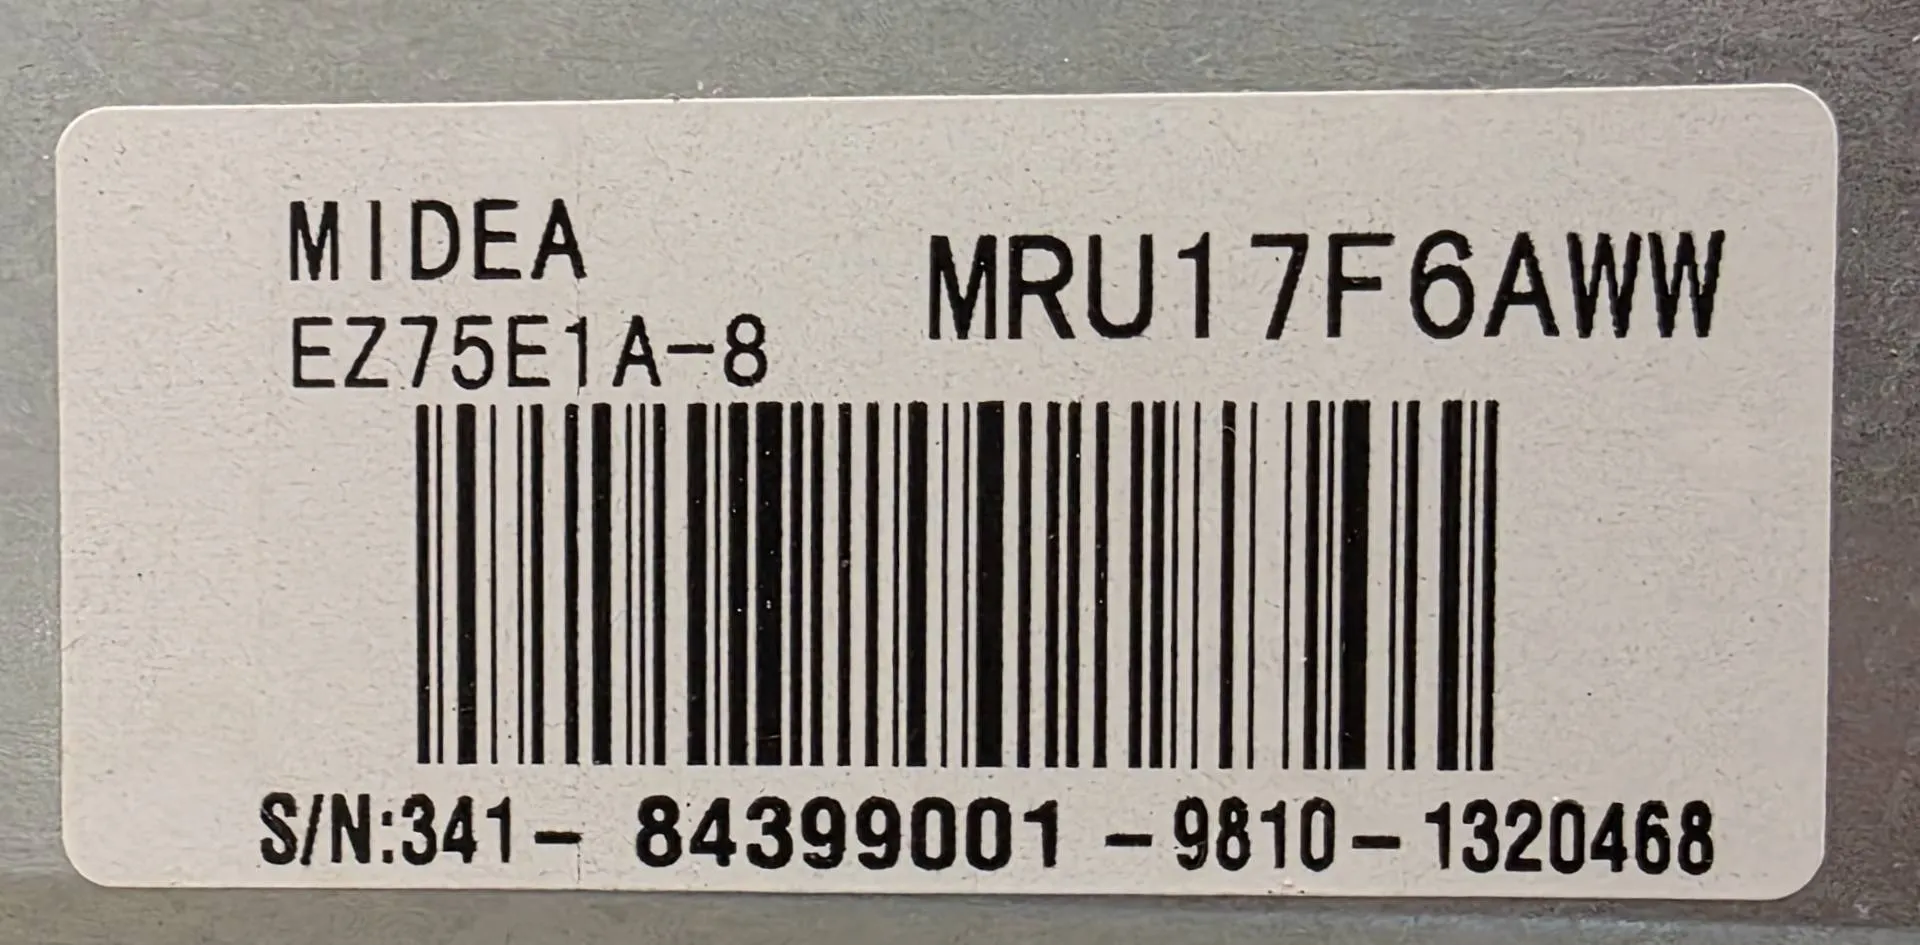 MIDEA
MRU17F6AWW
EZ75E1A-8
S/N:341- 84399001 -9810-1320468